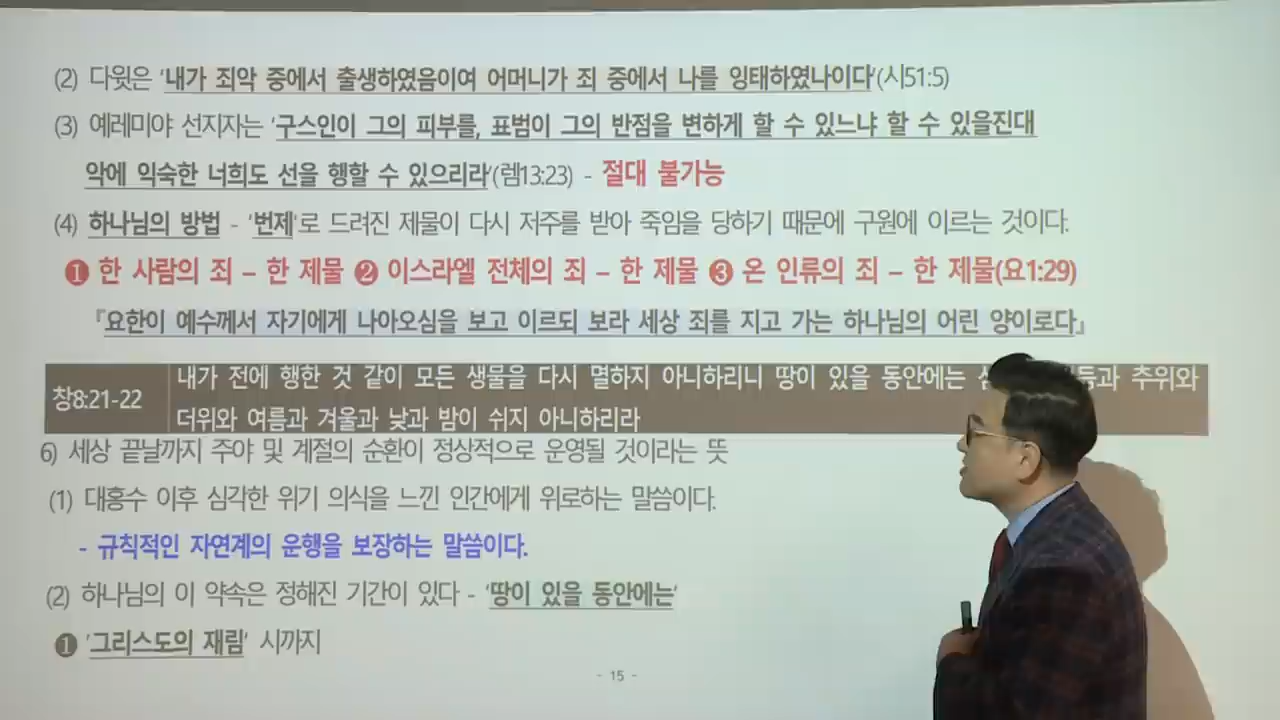 (2) 다윗은 '내가 죄악 중에서 출생하였음이여 어머니가 죄 중에서 나를 잉태하였나이다'(시51:5)
(3) 예레미야 선지자는 '구스인이 그의 피부를, 표범이 그의 반점을 변하게 할 수 있느냐 할 수 있을진대
악에 익숙한 너희도 선을 행할 수 있으리라'(렘13:23) - 절대 불가능
(4) 하나님의 방법 - '번제'로 드려진 제물이 다시 저주를 받아 죽임을 당하기 때문에 구원에 이르는 것이다.
❶ 한 사람의 죄 – 한 제물 ❷ 이스라엘 전체의 죄 – 한 제물 ❸ 온 인류의 죄 – 한 제물(요1:29)
『요한이 예수께서 자기에게 나아오심을 보고 이르되 보라 세상 죄를 지고 가는 하나님의 어린 양이로다』
창8:21-22
내가 전에 행한 것 같이 모든 생물을 다시 멸하지 아니하리니 땅이 있을 동안에는 추위와
더위와 여름과 겨울과 낮과 밤이 쉬지 아니하리라
6) 세상 끝날까지 주야 및 계절의 순환이 정상적으로 운영될 것이라는 뜻
(1) 대홍수 이후 심각한 위기 의식을 느낀 인간에게 위로하는 말씀이다.
- 규칙적인 자연계의 운행을 보장하는 말씀이다.
(2) 하나님의 이 약속은 정해진 기간이 있다 - '땅이 있을 동안에는'
❶ '그리스도의 재림' 시까지
- 15 -